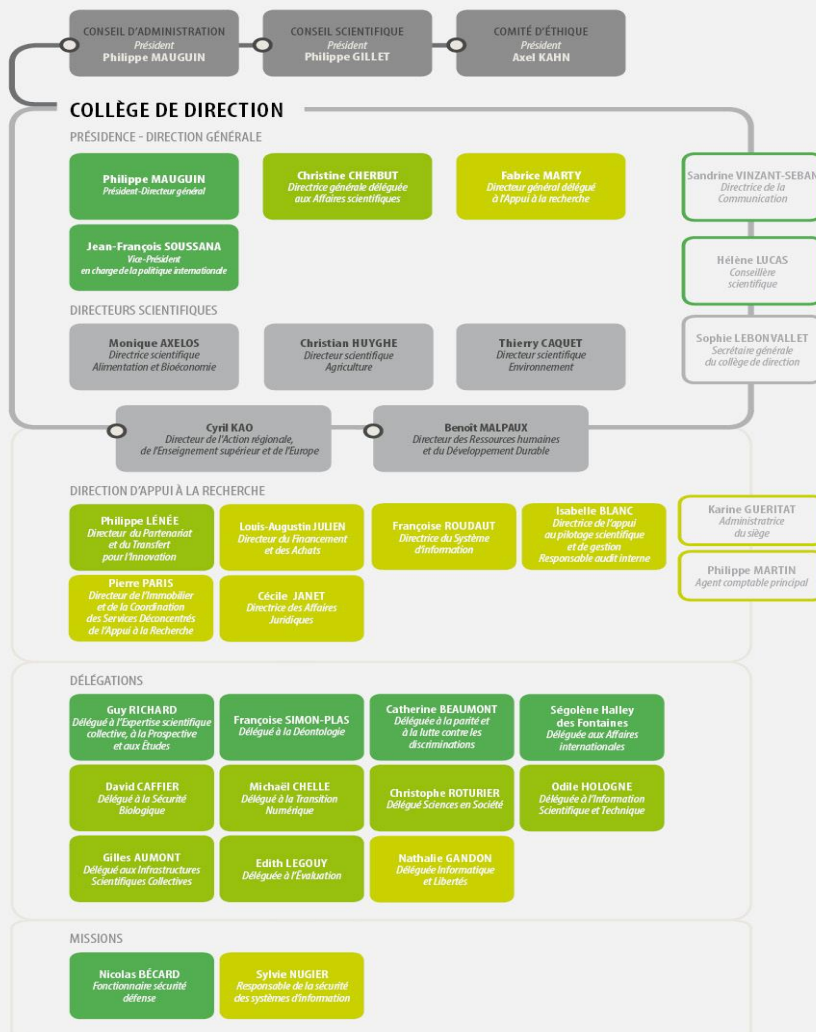 CONSEIL D'ADMINISTRATION
Président
Philippe MAUGUIN
CONSEIL SCIENTIFIQUE
Président
Philippe GILLET
COMITÉ D'ÉTHIQUE
Président
Axel KAHN
COLLÈGE DE DIRECTION
PRÉSIDENCE - DIRECTION GÉNÉRALE
Philippe MAUGUIN
Président-Directeur général
Christine CHERBUT
Directrice générale déléguée
aux Affaires scientifiques
Fabrice MARTY
Directeur général délégué
à l'Appui à la recherche
Sandrine VINZANT-SEBAN
Directrice de la
Communication
Jean-François SOUSSANA
Vice-Président
en charge de la politique internationale
Hélène LUCAS
Conseillère
scientifique
DIRECTEURS SCIENTIFIQUES
Monique AXELOS
Directrice scientifique
Alimentation et Bioéconomie
Christian HUYGHE
Directeur scientifique
Agriculture
Thierry CAQUET
Directeur scientifique
Environnement
Sophie LEBONVALLET
Secrétaire générale
du collège de direction
Cyril KAO
Directeur de l'Action régionale,
de l'Enseignement supérieur et de l'Europe
Benoît MALPAUX
Directeur des Ressources humaines
et du Développement Durable
DIRECTION D'APPUI À LA RECHERCHE
Philippe LÉNÉE
Directeur du Partenariat
et du Transfert
pour l'Innovation
Louis-Augustin JULIEN
Directeur du Financement
et des Achats
Françoise ROUDAUT
Directrice du Système
d'information
Isabelle BLANC
Directrice de l'appui
au pilotage scientifique
et de gestion
Responsable audit interne
Karine GUERITAT
Administratrice
du siège
Philippe MARTIN
Agent comptable principal
Pierre PARIS
Directeur de l'Immobilier
et de la Coordination
des Services Déconcentrés
de l'Appui à la Recherche
Cécile JANET
Directrice des Affaires
Juridiques
DÉLÉGATIONS
Guy RICHARD
Délégué à l'Expertise scientifique
collective, à la Prospective
et aux Études
Françoise SIMON-PLAS
Délégué à la Déontologie
Catherine BEAUMONT
Déléguée à la parité et
à la lutte contre les
discriminations
Ségolène Halley
des Fontaines
Déléguée aux Affaires
internationales
David CAFFIER
Délégué à la Sécurité
Biologique
Michaël CHELLE
Délégué à la Transition
Numérique
Christophe ROTURIER
Délégué Sciences en Société
Odile HOLOGNE
Déléguée à l'Information
Scientifique et Technique
Gilles AUMONT
Délégué aux Infrastructures
Scientifiques Collectives
Edith LEGOUY
Déléguée à l'Évaluation
Nathalie GANDON
Déléguée Informatique
et Libertés
MISSIONS
Nicolas BÉCARD
Fonctionnaire sécurité
défense
Sylvie NUGIER
Responsable de la sécurité
des systèmes d'information